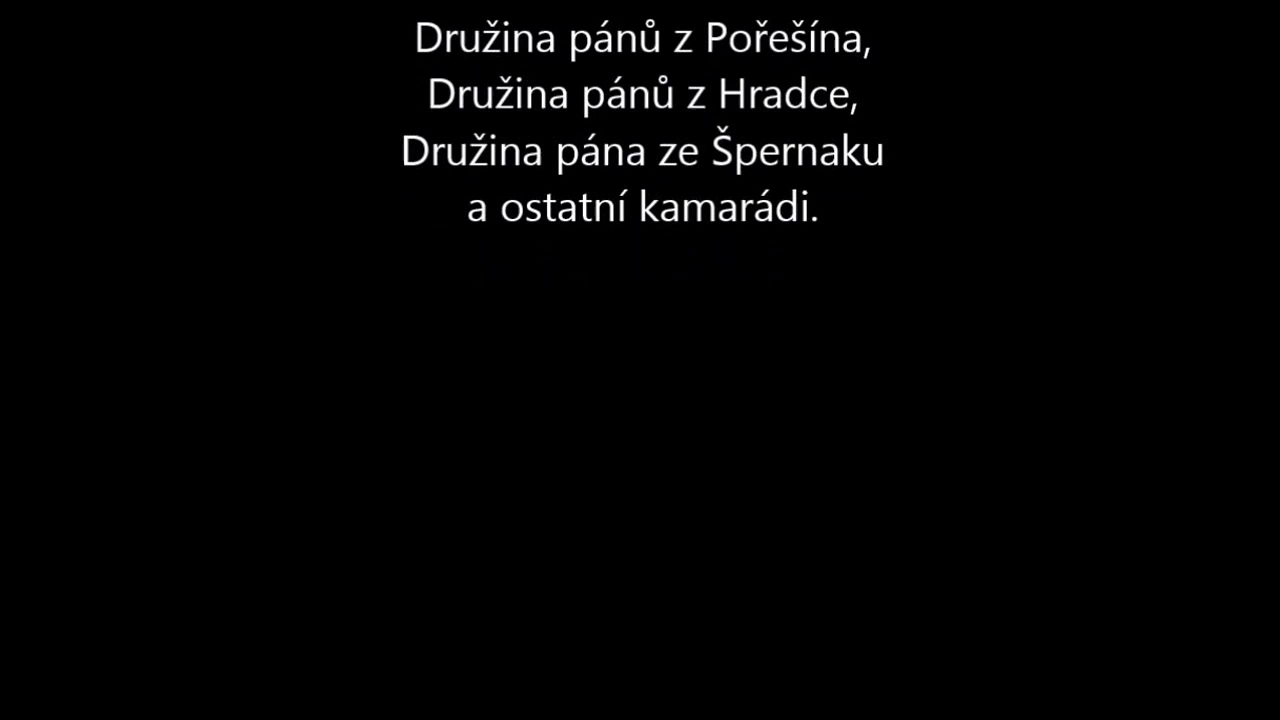 Družina pánů z Pořešína,
Družina pánů z Hradce,
Družina pána ze Špernaku
a ostatní kamarádi.